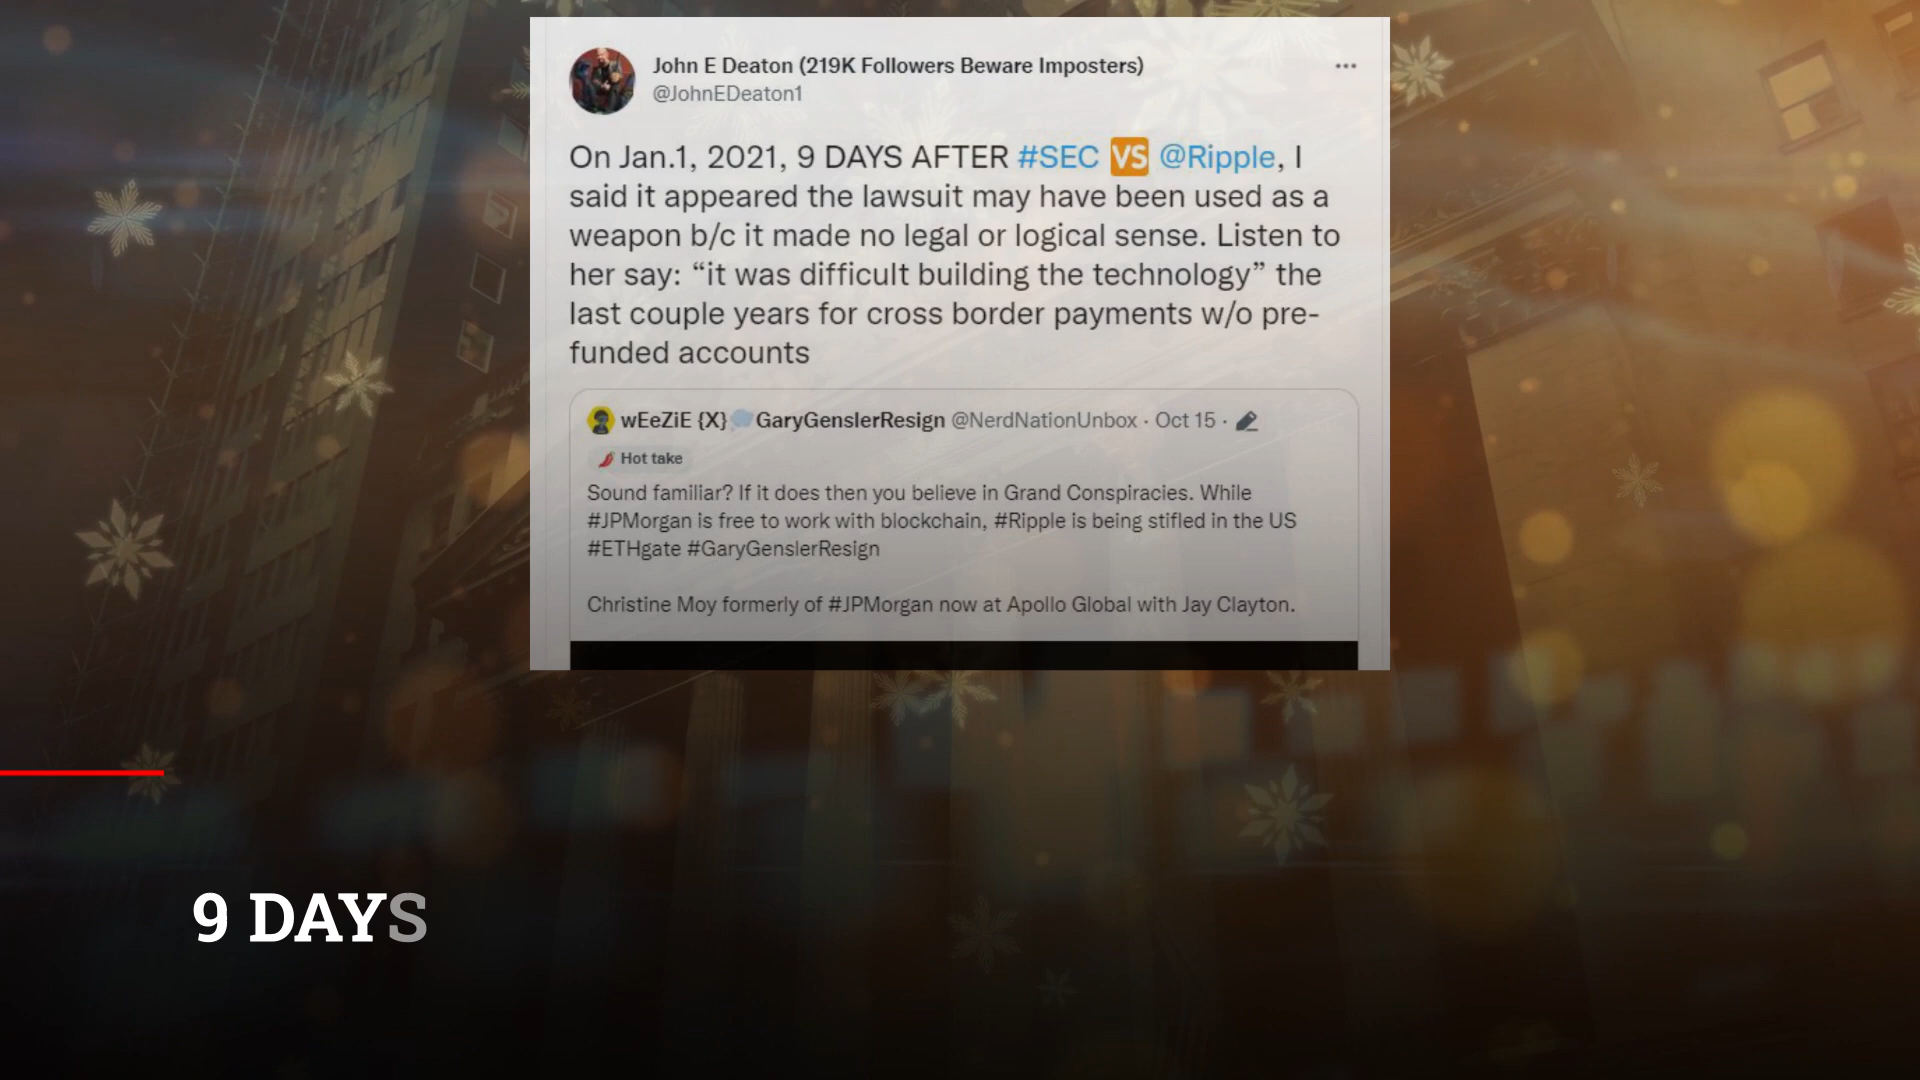 John E Deaton (219K Followers Beware Imposters)
@JohnEDeaton1
On Jan.1, 2021, 9 DAYS AFTER #SEC 🆚 @Ripple, I
said it appeared the lawsuit may have been used as a
weapon b/c it made no legal or logical sense. Listen to
her say: “it was difficult building the technology” the
last couple years for cross border payments w/o pre-
funded accounts
wEeZiE {X} GaryGenslerResign @NerdNationUnbox · Oct 15 ·
Hot take
Sound familiar? If it does then you believe in Grand Conspiracies. While
#JPMorgan is free to work with blockchain, #Ripple is being stifled in the US
#ETHgate #GaryGenslerResign
Christine Moy formerly of #JPMorgan now at Apollo Global with Jay Clayton.
9 DAYS